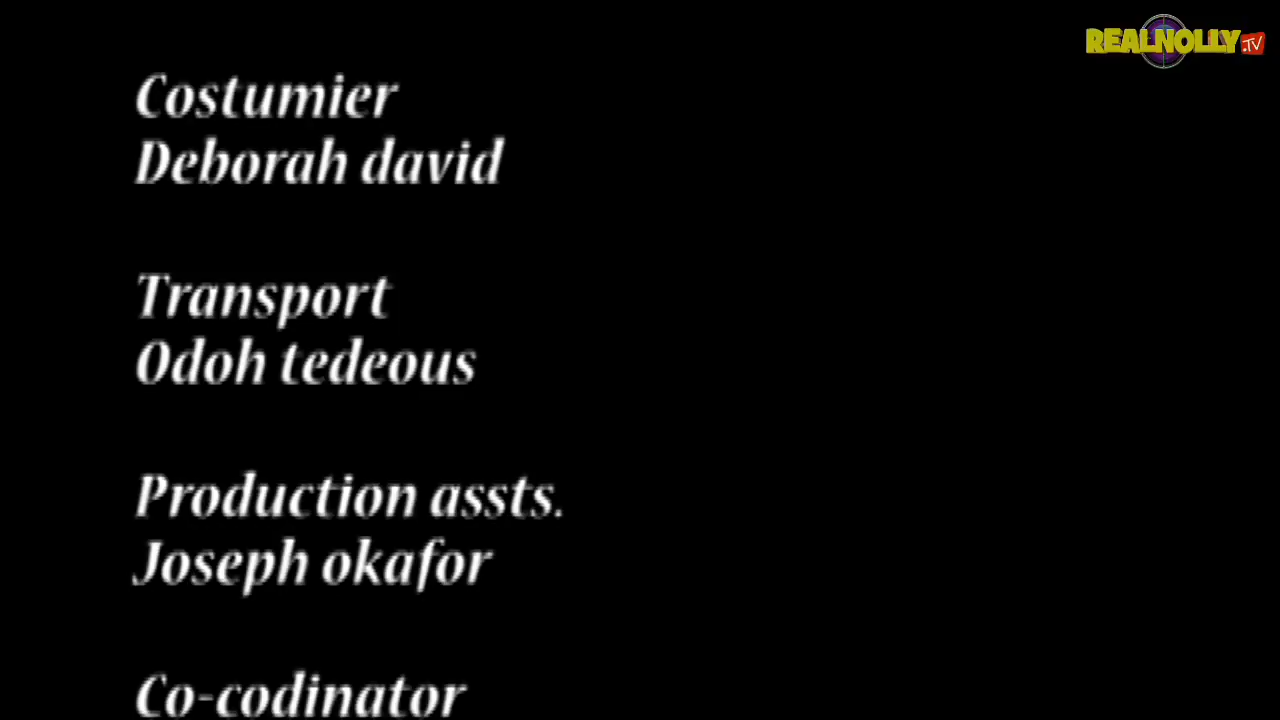 REALNOLLY.TV
Costumier
Deborah david
Transport
Odoh tedeous
Production assts.
Joseph okafor
Co-codinator